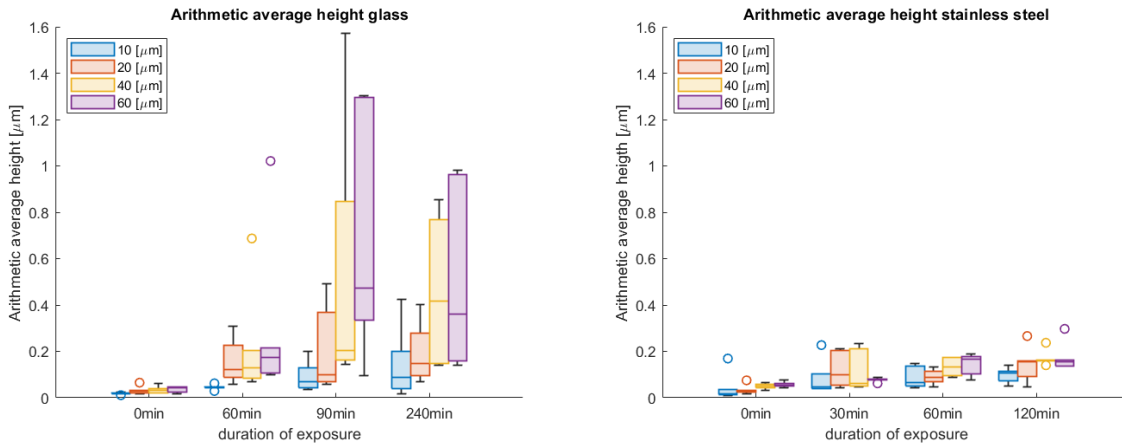 Arithmetic average height glass
Arithmetic average height [μm]
1.6
1.4
1.2
1
0.8
0.6
0.4
0.2
0
10 [μm]
20 [μm]
40 [μm]
60 [μm]
0min 60min 90min 240min
duration of exposure
Arithmetic average height stainless steel
Arithmetic average heigth [μm]
1.6
1.4
1.2
1
0.8
0.6
0.4
0.2
0
10 [μm]
20 [μm]
40 [μm]
60 [μm]
0min 30min 60min 120min
duration of exposure